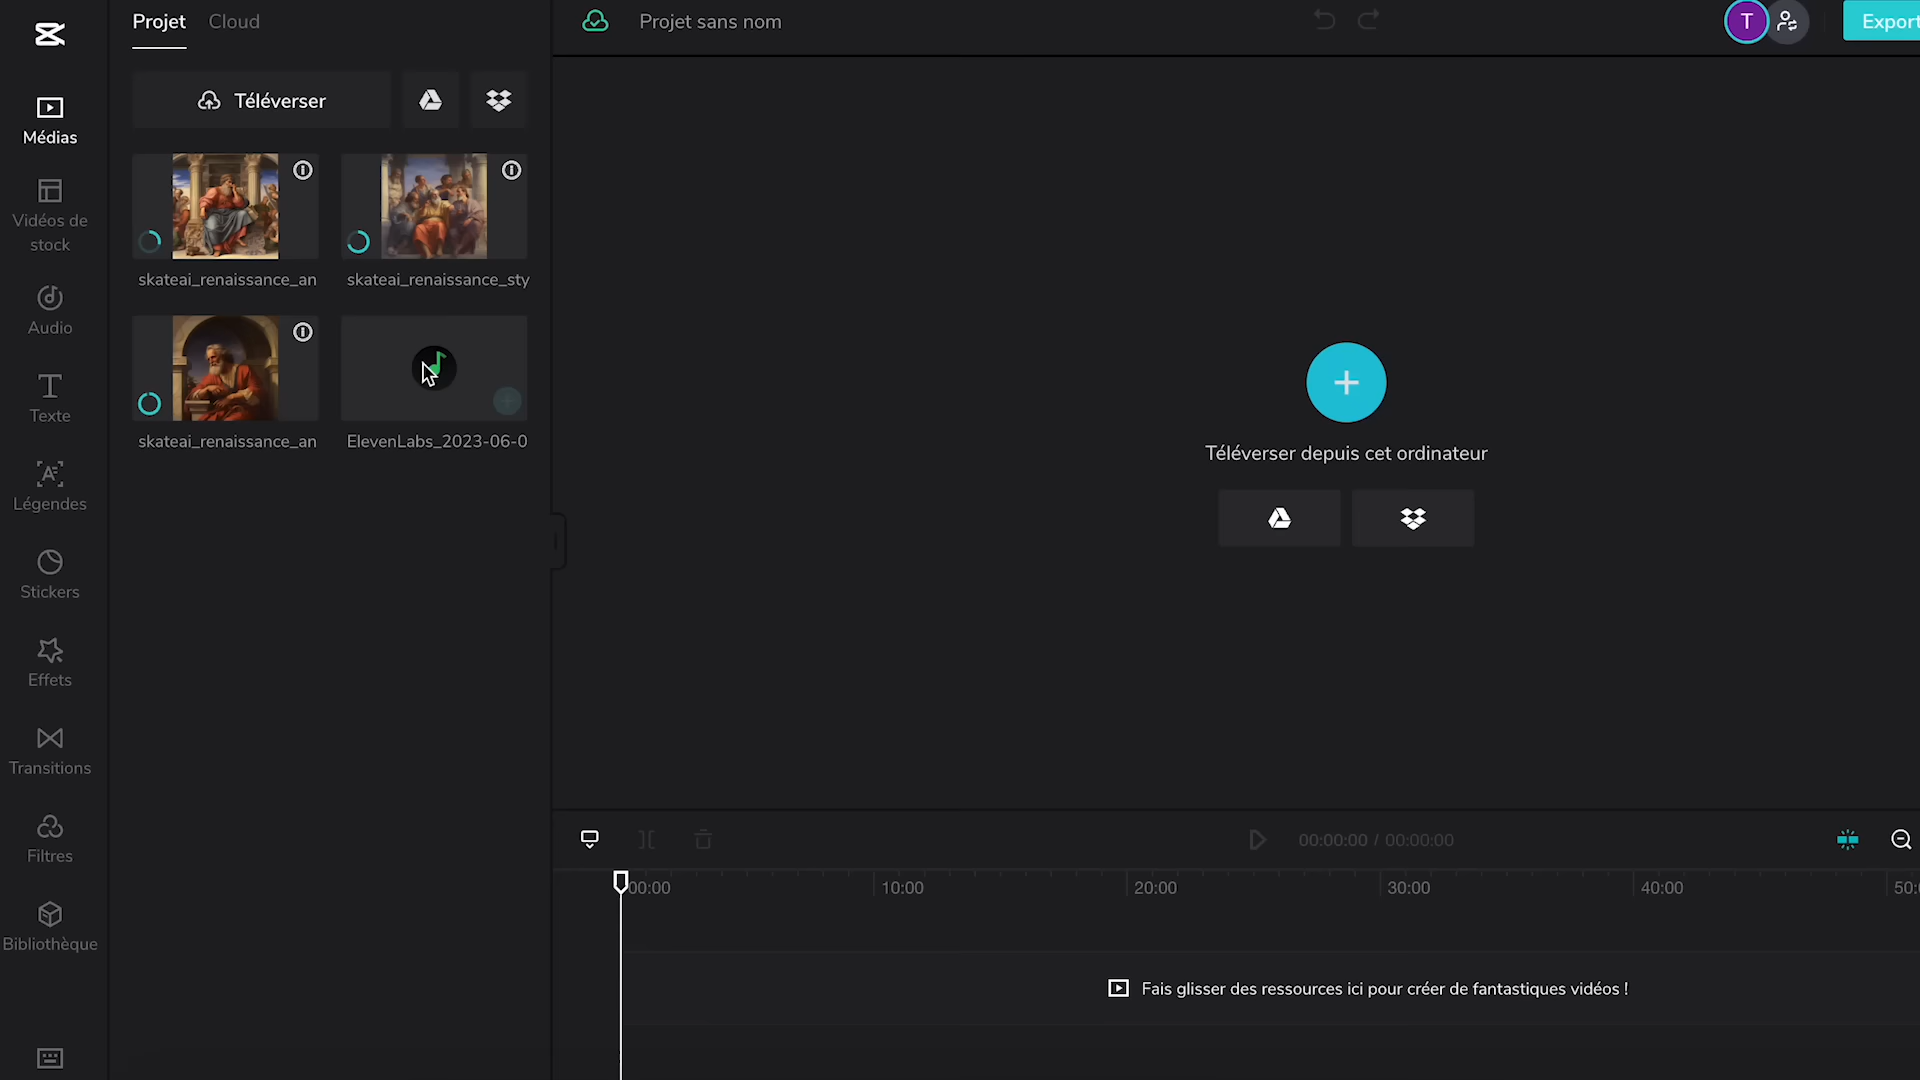 Projet Cloud
Projet sans nom
T
Export
Téléverser
Médias
Vidéos de
stock
Audio
Texte
Légendes
Stickers
Effets
Transitions
Filtres
Bibliothèque
skateai_renaissance_an
skateai_renaissance_sty
skateai_renaissance_an
ElevenLabs_2023-06-0
Téléverser depuis cet ordinateur
00:00:00 / 00:00:00
00:00 10:00 20:00 30:00 40:00 50:
Fais glisser des ressources ici pour créer de fantastiques vidéos !